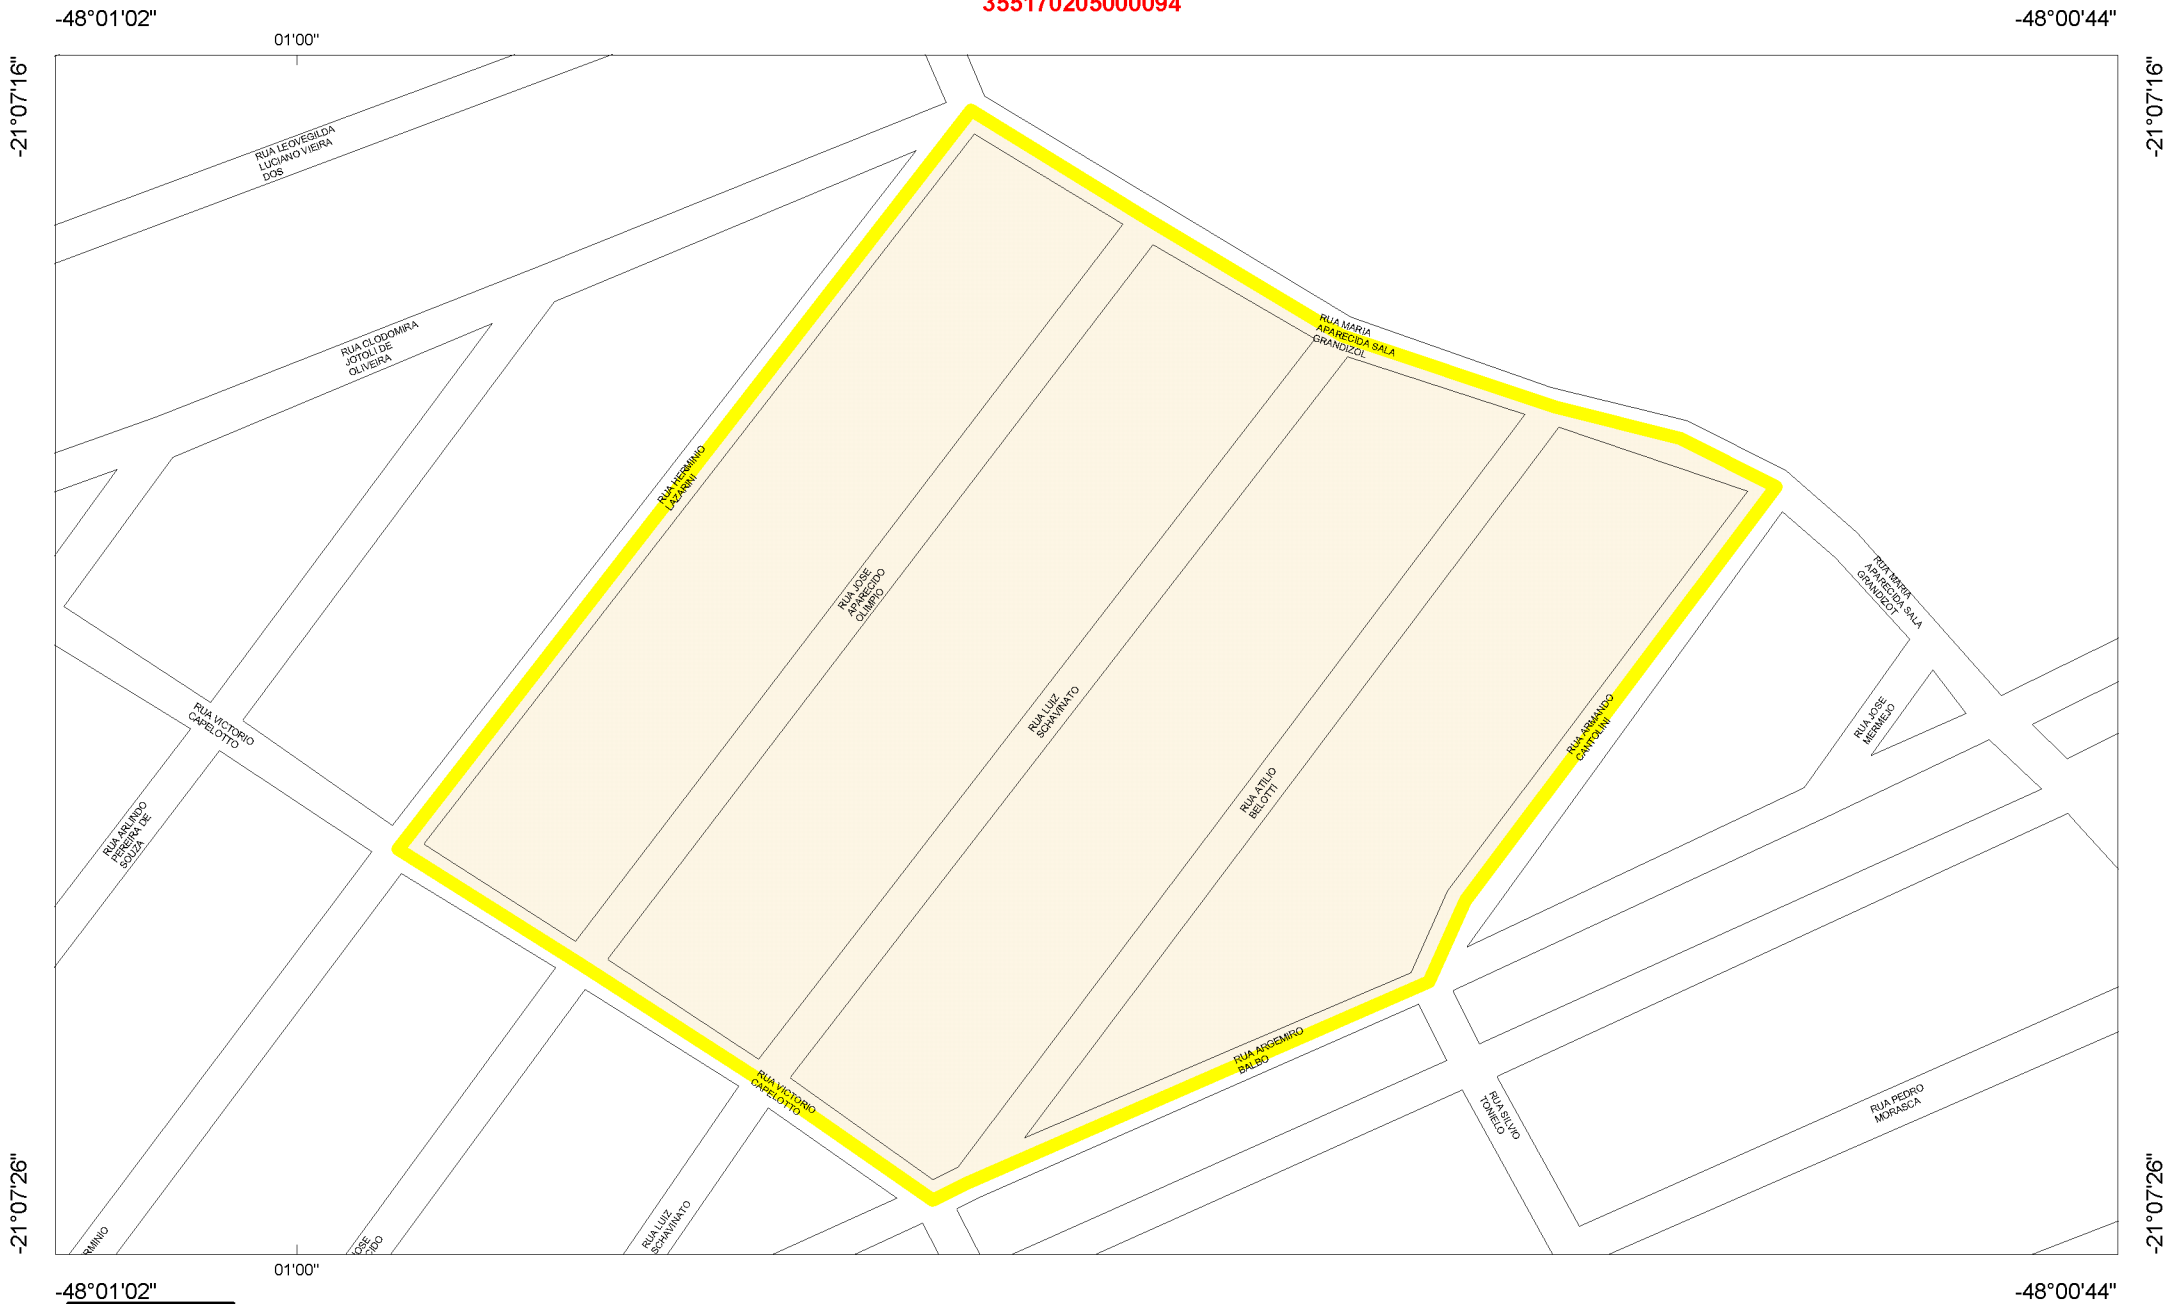 355170205000094
-48°01'02"
-48°00'44"
01'00"
-21°07'16"
-21°07'16"
RUA LEOVEGILDA
LUCIANO VIEIRA
DOS
RUA CLODOMIRA
JOTOLI DE
OLIVEIRA
RUA MARIA
APARECIDA SALA
GRANDIZOL
RUA HERMINIO
LAZARINI
RUA JOSE
APARECIDO
OLIMPIO
RUA MARIA
APARECIDA SALA
GRANDIZOT
RUA LUIZ
SCHAVINATO
RUA ARMANDO
CANTOLINI
RUA JOSE
MERMEJO
RUA VICTORIO
CAPELOTTO
RUA ATILIO
BELOTTI
RUA ARLINDO
PEREIRA DE
SOUZA
RUA ARGEMIRO
BALBO
RUA VICTORIO
CAPELOTTO
RUA SILVIO
TONIELO
RUA PEDRO
MORASCA
RUA LUIZ
SCHAVINATO
RMINIO
JOSE
CIDO
-21°07'26"
-21°07'26"
01'00"
-48°01'02"
-48°00'44"